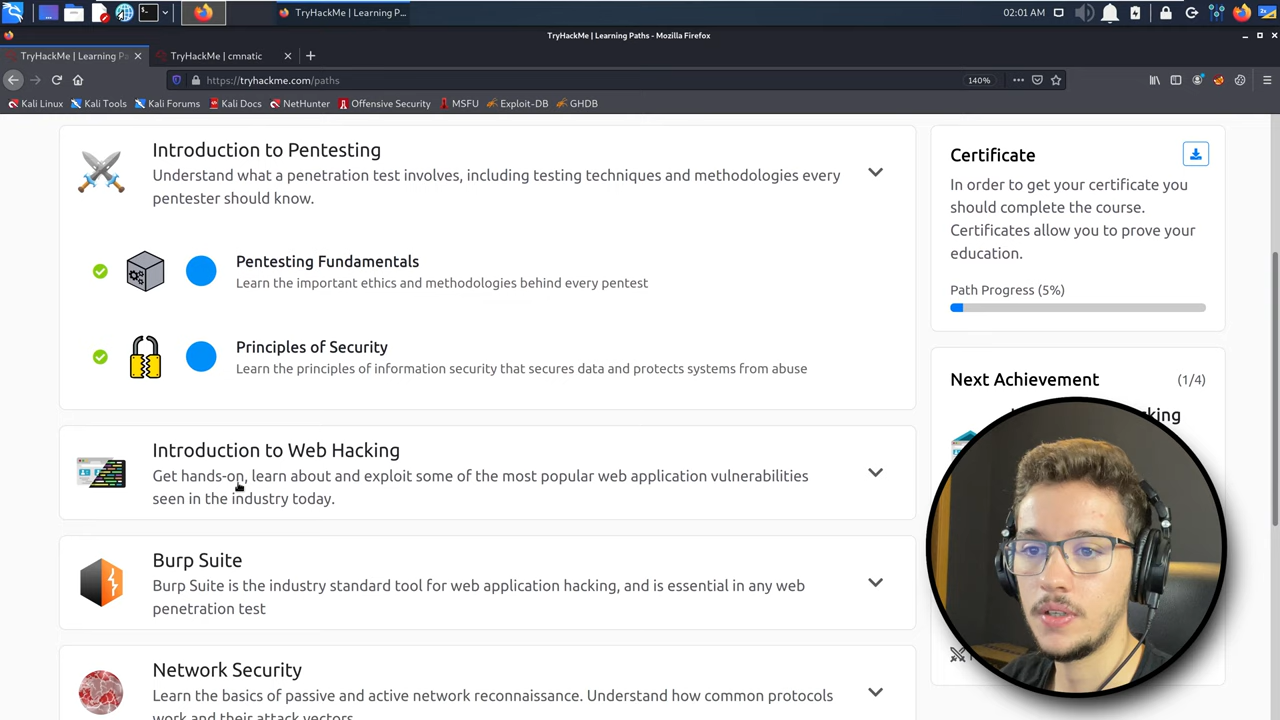 TryHackMe | Learning P...
02:01 AM
2x
TryHackMe | Learning Paths - Mozilla Firefox
TryHackMe | Learning Pa
TryHackMe | cmnatic
https://tryhackme.com/paths
140%
Kali Linux
Kali Tools
Kali Forums
Kali Docs
NetHunter
Offensive Security
MSFU
Exploit-DB
GHDB
Introduction to Pentesting
Understand what a penetration test involves, including testing techniques and methodologies every
pentester should know.
Pentesting Fundamentals
Learn the important ethics and methodologies behind every pentest
Principles of Security
Learn the principles of information security that secures data and protects systems from abuse
Introduction to Web Hacking
Get hands-on, learn about and exploit some of the most popular web application vulnerabilities
seen in the industry today.
Burp Suite
Burp Suite is the industry standard tool for web application hacking, and is essential in any web
penetration test
Network Security
Learn the basics of passive and active network reconnaissance. Understand how common protocols
work and their attack vectors
Certificate
In order to get your certificate you
should complete the course.
Certificates allow you to prove your
education.
Path Progress (5%)
Next Achievement
(1/4)